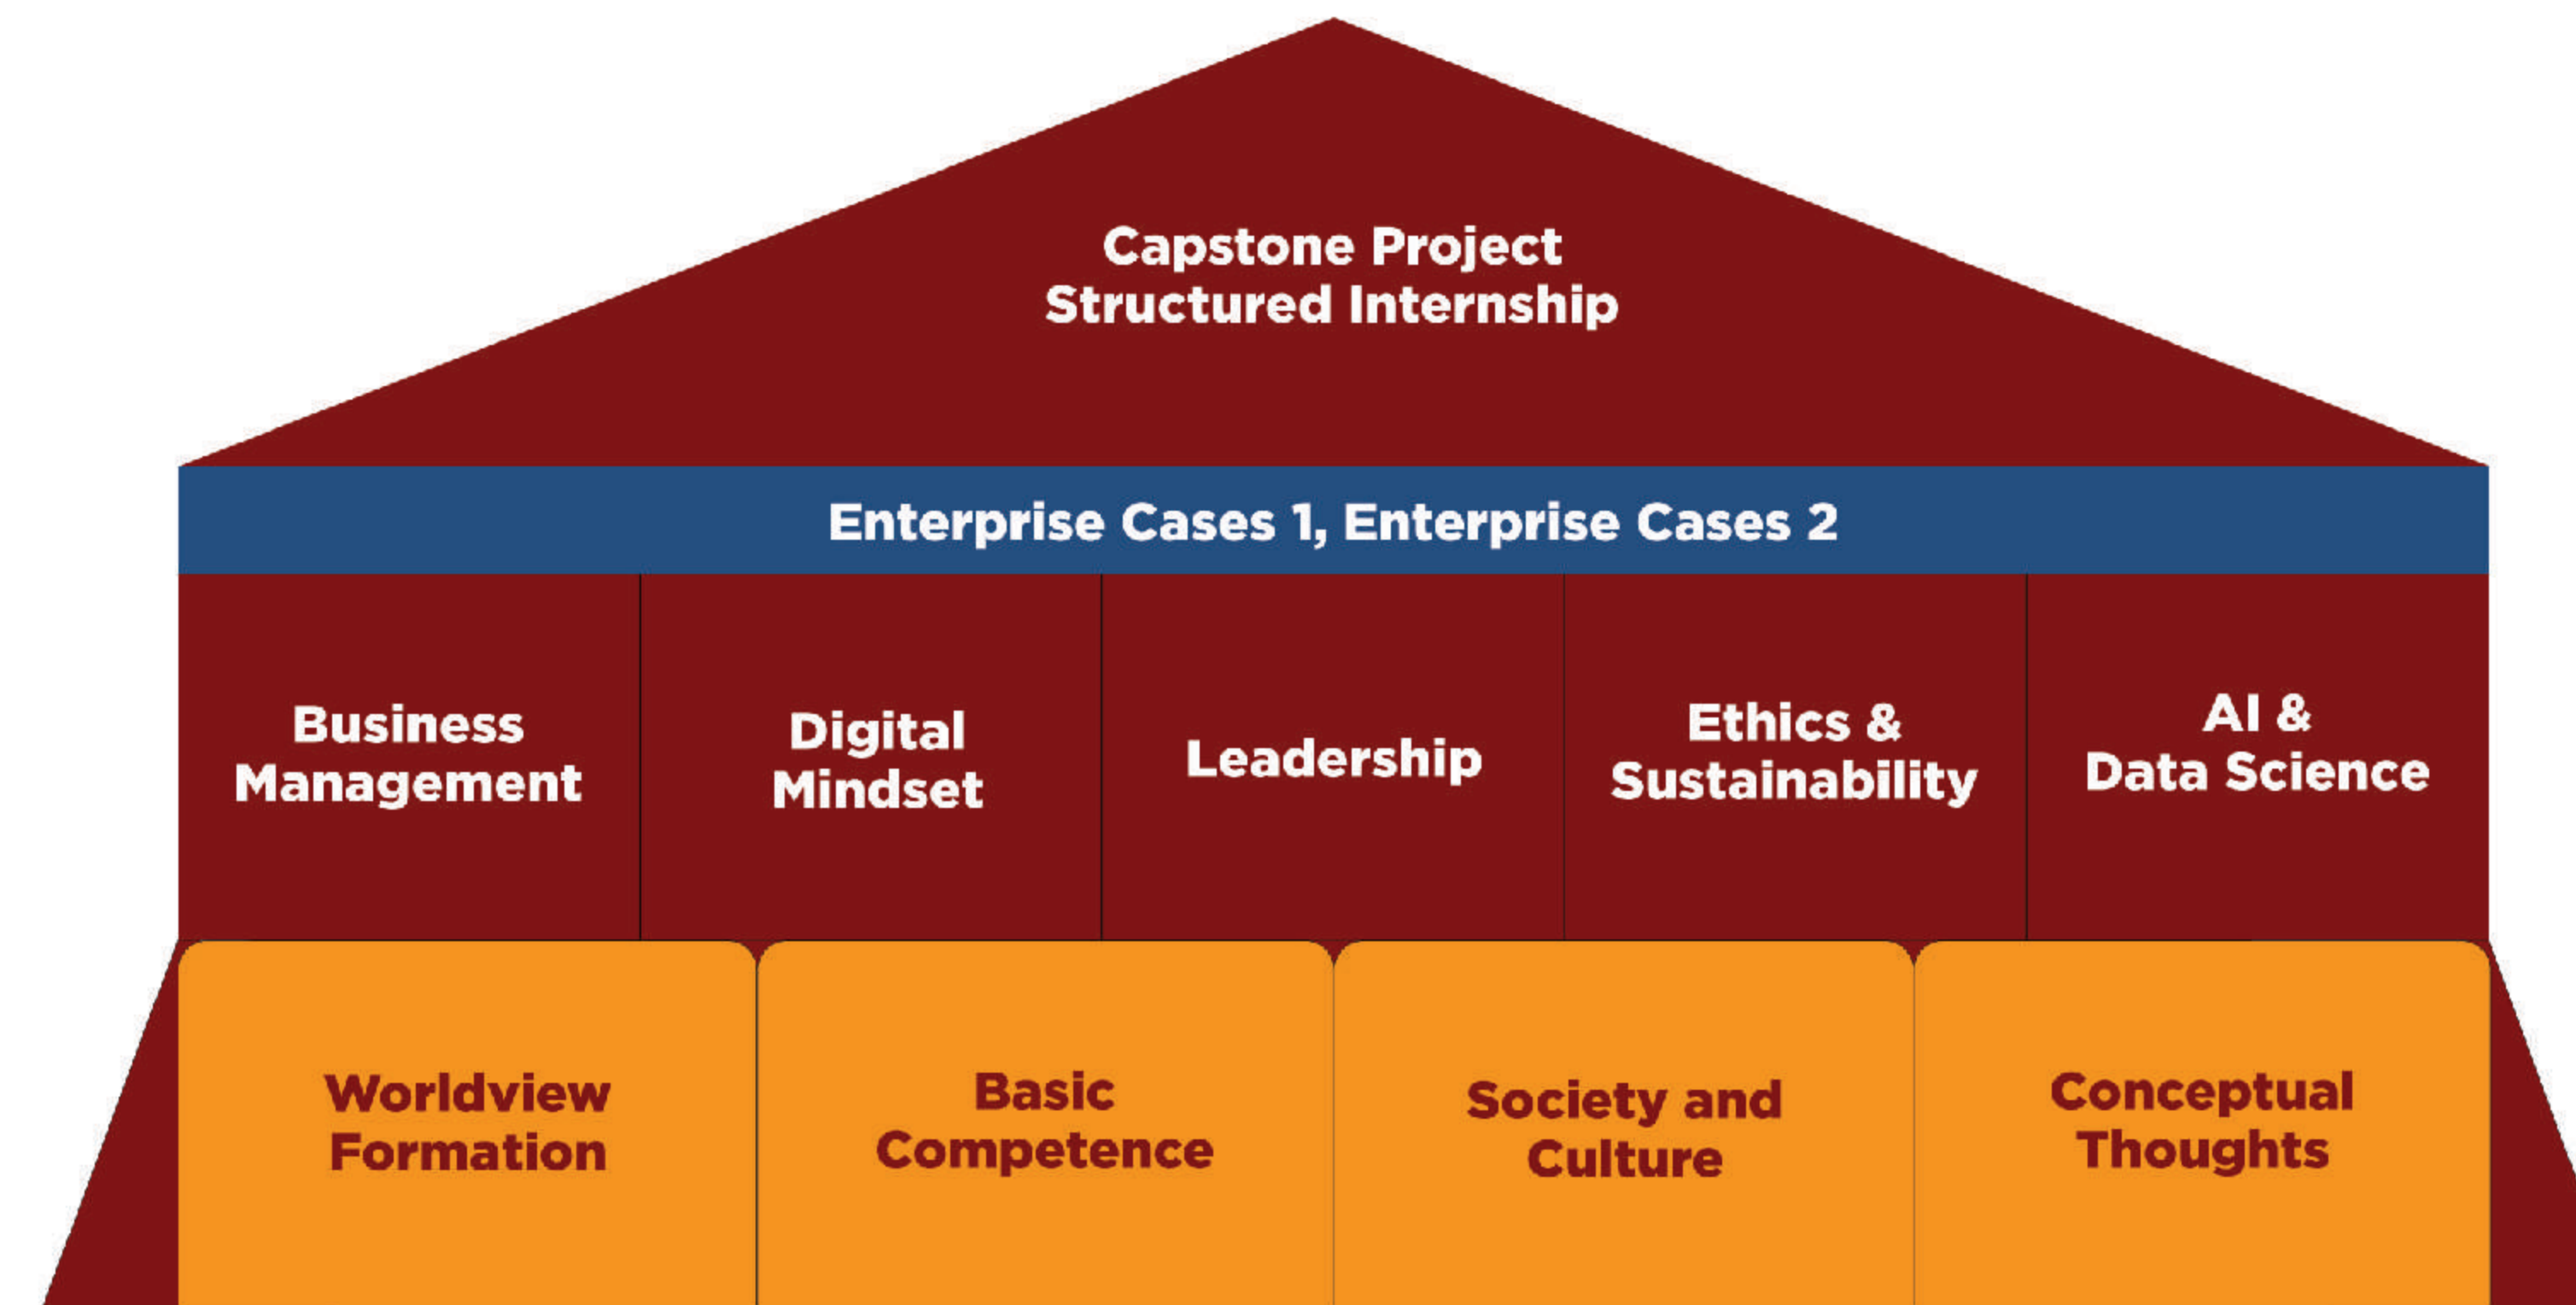 Capstone Project
Structured Internship
Enterprise Cases 1, Enterprise Cases 2
Business
Management
Digital
Mindset
Leadership
Ethics &
Sustainability
AI &
Data Science
Worldview
Formation
Basic
Competence
Society and
Culture
Conceptual
Thoughts